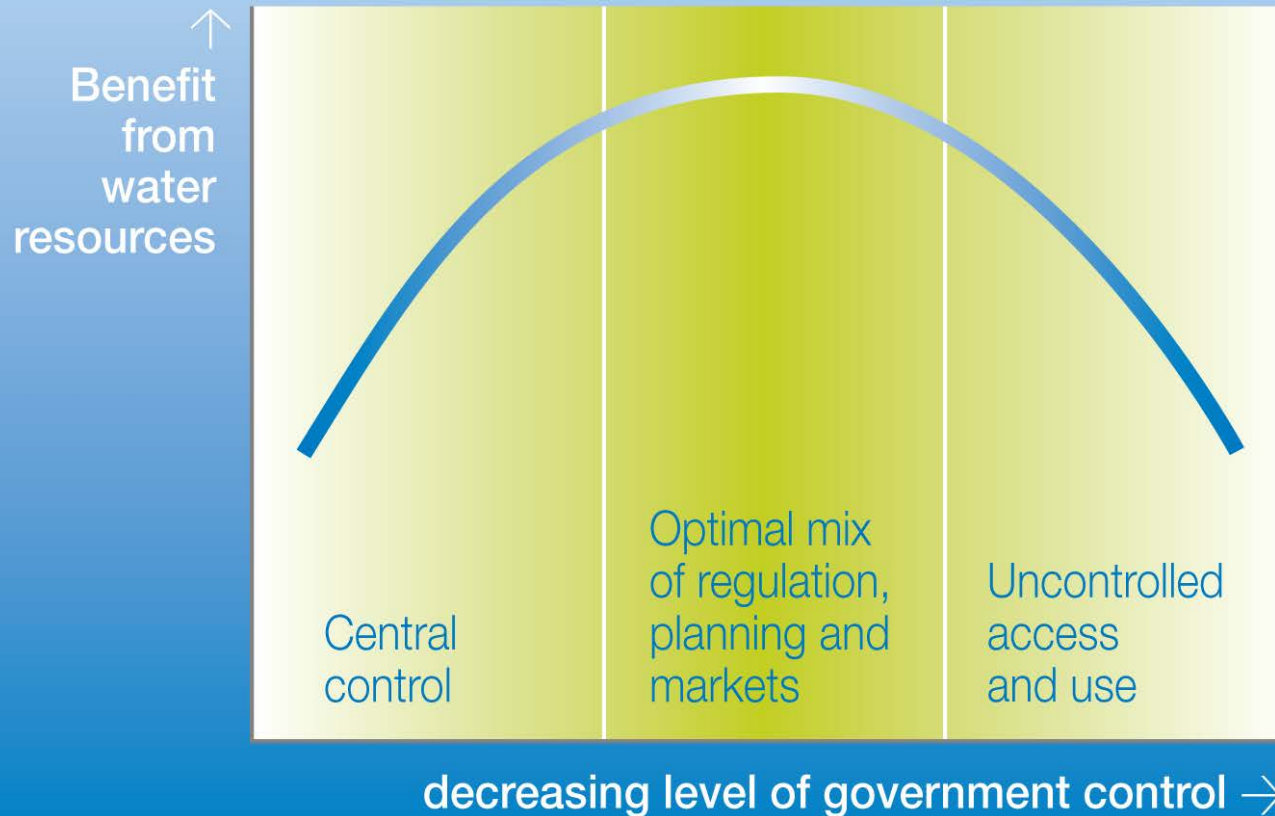 Benefit
from
water
resources
Central
control
Optimal mix
of regulation,
planning and
markets
Uncontrolled
access
and use
decreasing level of government control